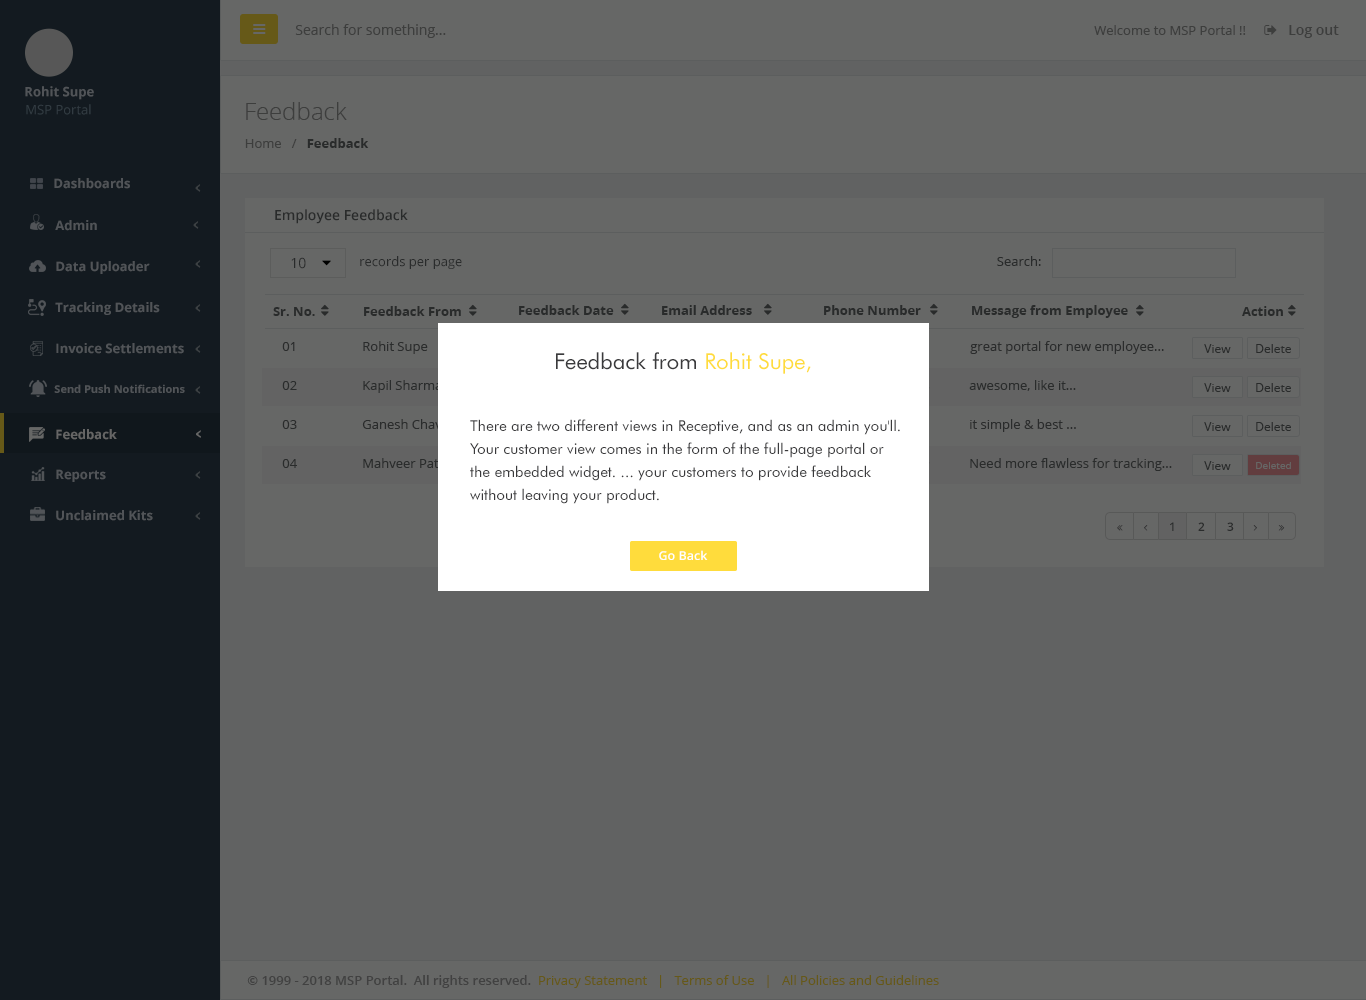 Search for something...
Welcome to MSP Portal !!
Log out
Rohit Supe
MSP Portal
Dashboards
Admin
Data Uploader
Tracking Details
Invoice Settlements
Send Push Notifications
Feedback
Reports
Unclaimed Kits
Feedback
Home / Feedback
Employee Feedback
10 records per page
Search:
Sr. No. Feedback From Feedback Date Email Address Phone Number Message from Employee Action
01 Rohit Supe great portal for new employee... View Delete
02 Kapil Sharma awesome, like it... View Delete
03 Ganesh it simple & best ... View Delete
04 Mahveer Need more flawless for tracking... View Deleted
« ‹ 1 2 3 › »
Feedback from Rohit Supe,
There are two different views in Receptive, and as an admin you'll.
Your customer view comes in the form of the full-page portal or
the embedded widget. ... your customers to provide feedback
without leaving your product.
Go Back
© 1999 - 2018 MSP Portal. All rights reserved. Privacy Statement | Terms of Use | All Policies and Guidelines